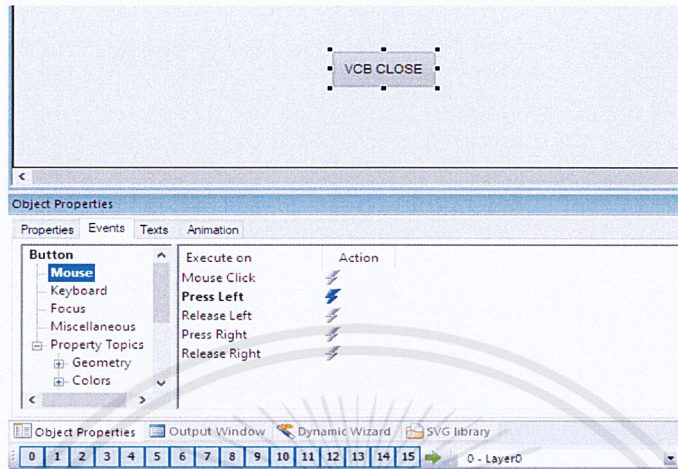 VCB CLOSE
Object Properties
Properties Events Texts Animation
Button
Mouse
Keyboard
Focus
Miscellaneous
Property Topics
Geometry
Colors
Execute on Action
Mouse Click
Press Left
Release Left
Press Right
Release Right
Object Properties Output Window Dynamic Wizard SVG library
0 1 2 3 4 5 6 7 8 9 10 11 12 13 14 15 0 - Layer0